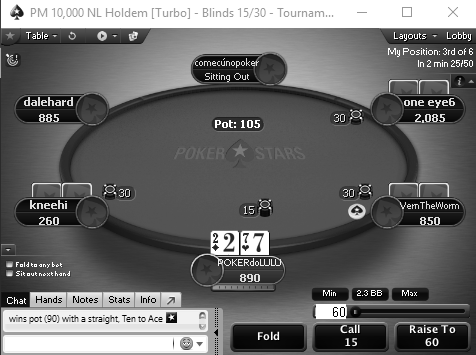 PM 10,000 NL Holdem [Turbo] - Blinds 15/30 - Tournam...
Table
Layouts
Lobby
My Position: 3rd of 6
In 2 min 25/50
comecúnopoker
Sitting Out
dalehard
885
one eye6
2,085
Pot: 105
30
POKER STARS
kneehi
260
30
15
30
VernTheWorm
850
2 2 7 7
POKERdoLULU
890
Fold to any bet
Sit out next hand
Min
2.3 BB
Max
Chat
Hands
Notes
Stats
Info
60
wins pot (90) with a straight, Ten to Ace
Fold
Call
15
Raise To
60